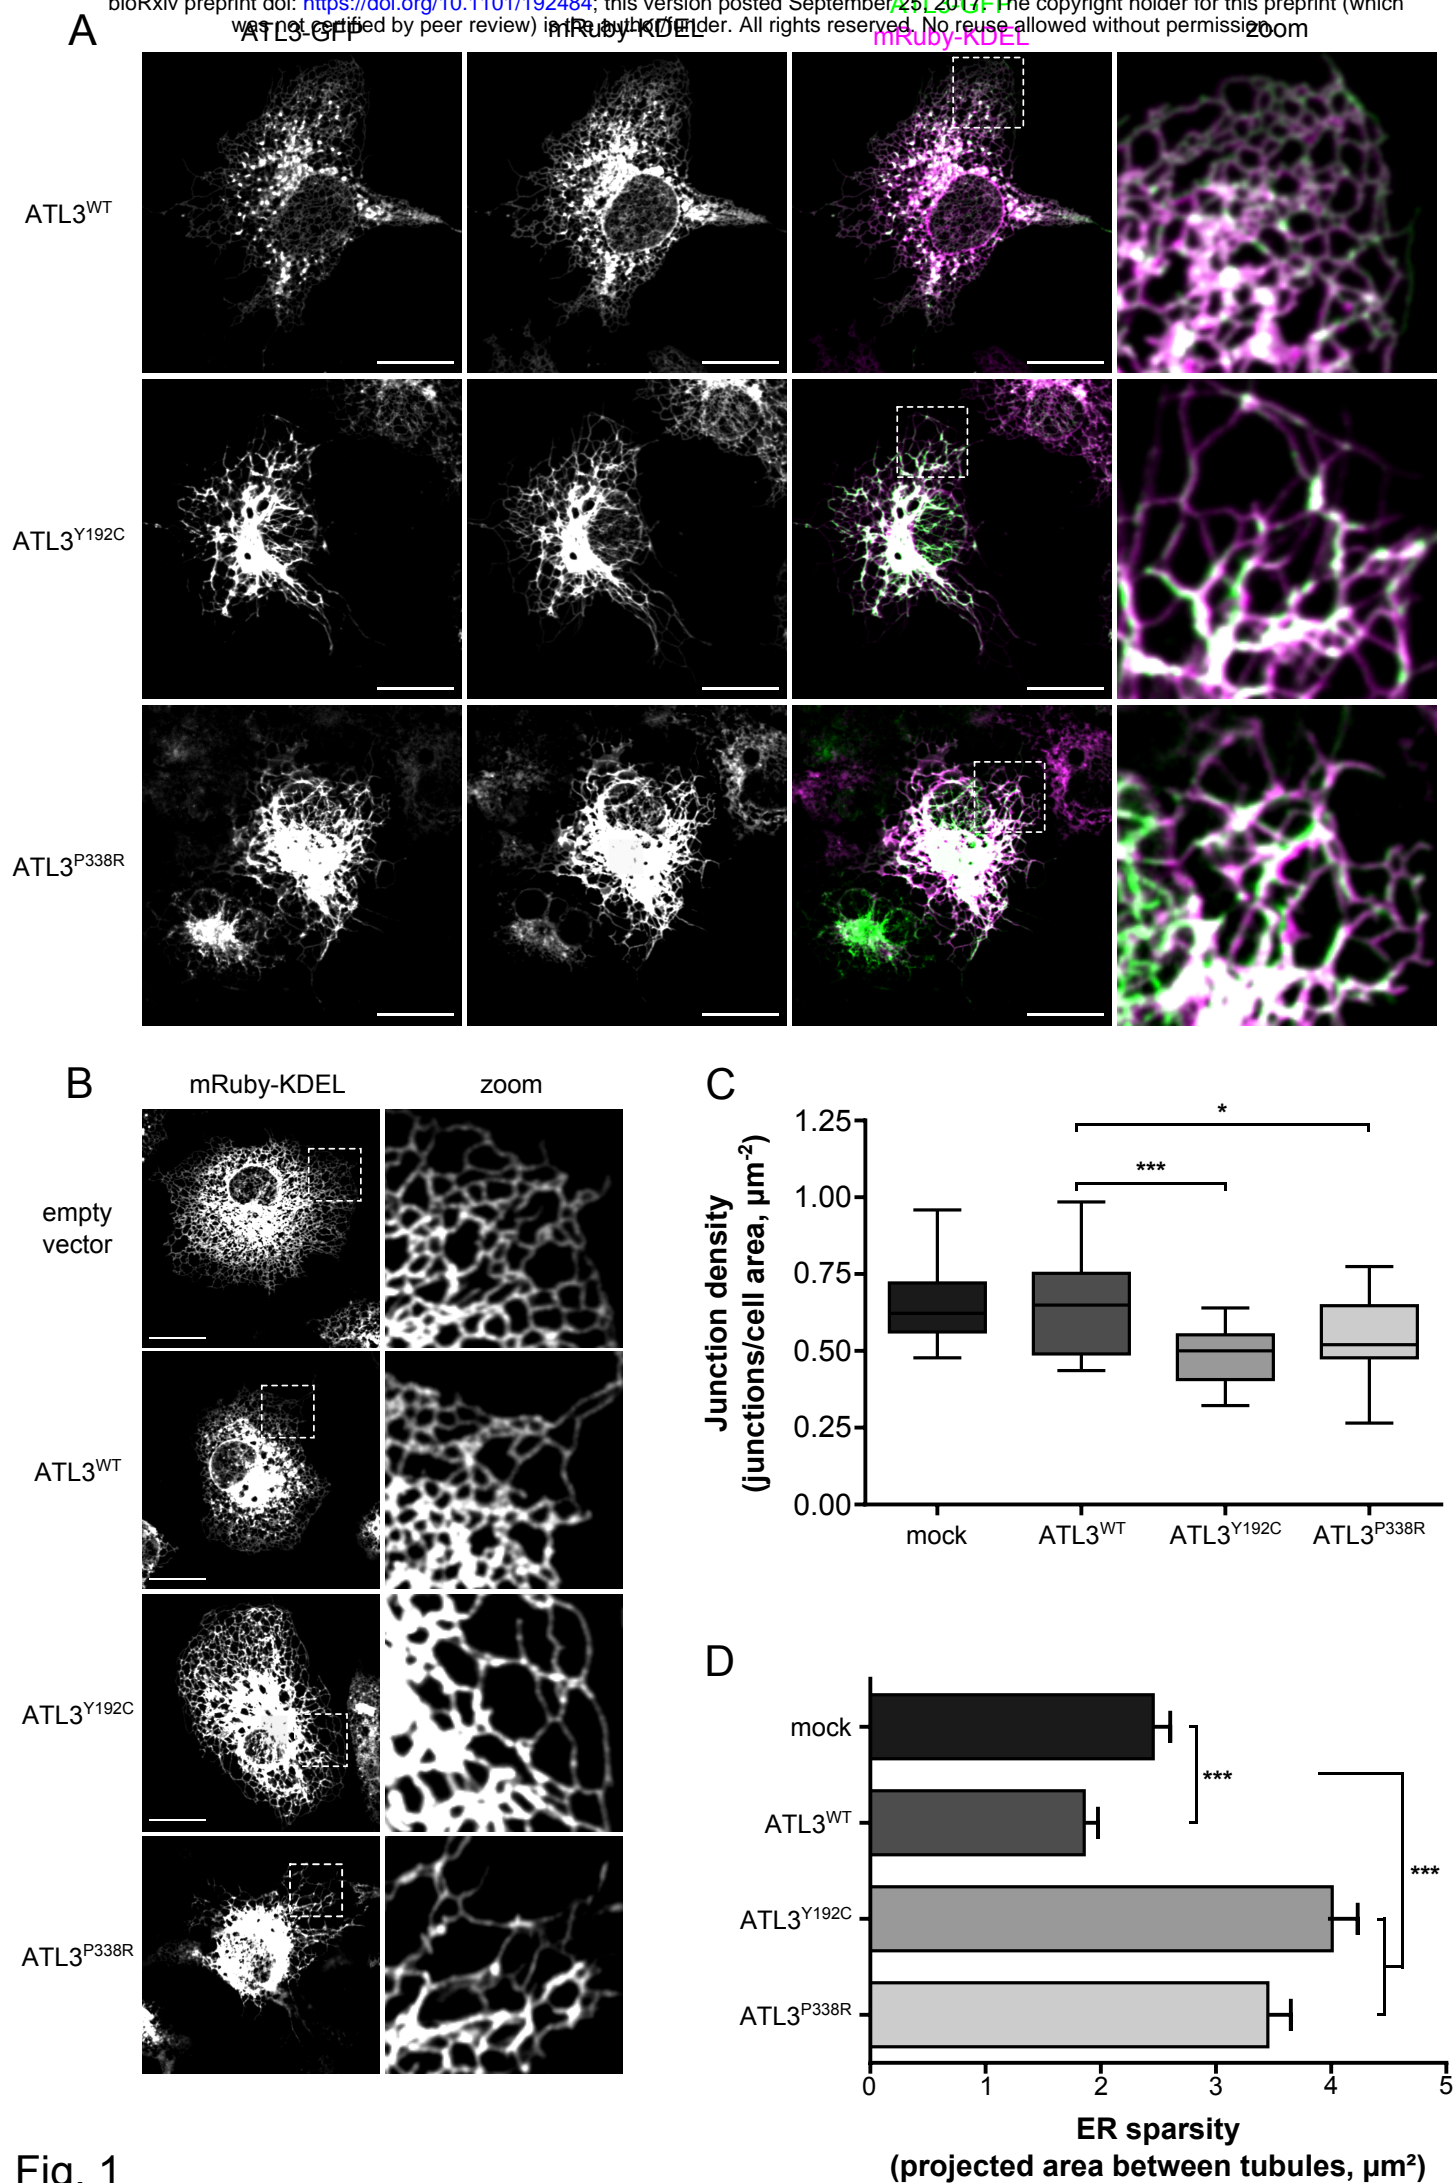 bioRxiv preprint doi: https://doi.org/10.1101/192484; this version posted September 25, 2017. The copyright holder for this preprint (which
was not certified by peer review) is the author/funder. All rights reserved. No reuse allowed without permission.
A
ATL3-GFP
mRuby-KDEL
ATL3-GFP
mRuby-KDEL
zoom
ATL3WT
ATL3Y192C
ATL3P338R
B
mRuby-KDEL
zoom
empty
vector
ATL3WT
ATL3Y192C
ATL3P338R
C
Junction density
(junctions/cell area, µm-2)
1.25
1.00
0.75
0.50
0.25
0.00
*
***
mock
ATL3WT
ATL3Y192C
ATL3P338R
D
mock
ATL3WT
ATL3Y192C
ATL3P338R
***
***
0 1 2 3 4 5
ER sparsity
(projected area between tubules, µm²)
Fig. 1